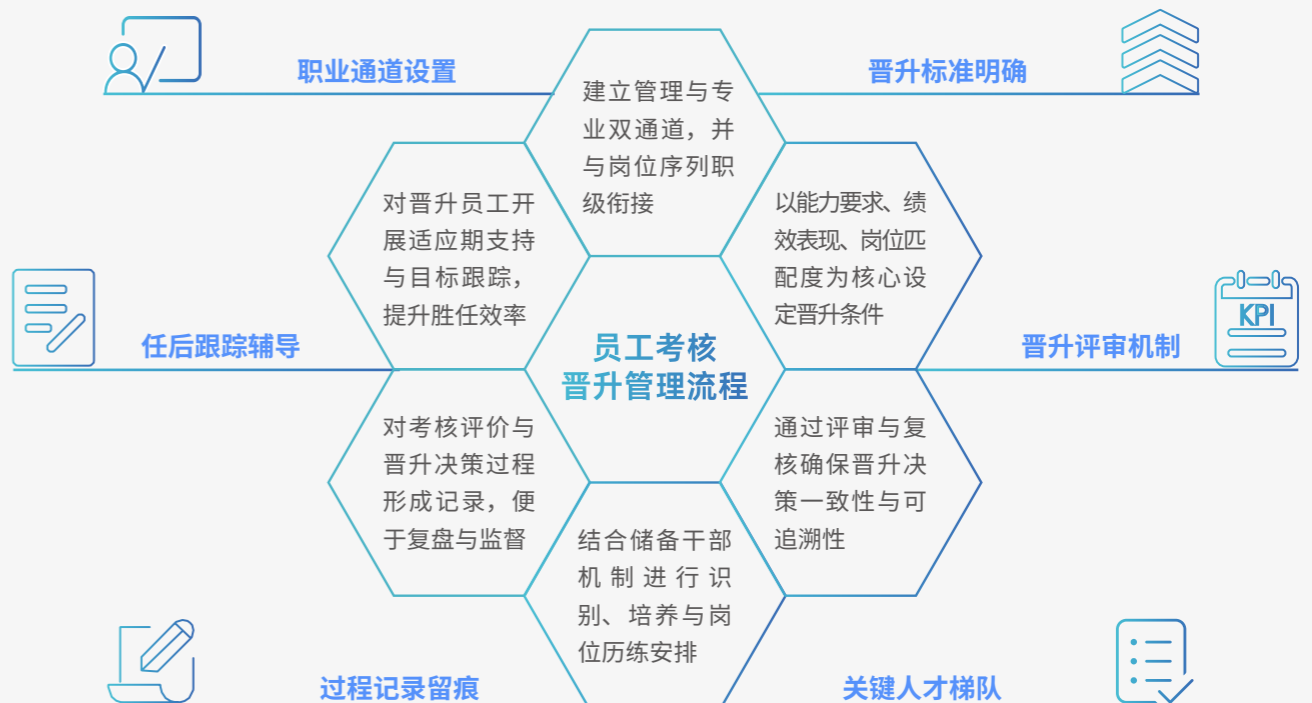 职业通道设置
建立管理与专
业双通道，并
与岗位序列职
级衔接
晋升标准明确
以能力要求、绩
效表现、岗位匹
配度为核心设
定晋升条件
晋升评审机制
KPI
通过评审与复
核确保晋升决
策一致性与可
追溯性
关键人才梯队
结合储备干部
机制进行识
别、培养与岗
位历练安排
过程记录留痕
对考核评价与
晋升决策过程
形成记录，便
于复盘与监督
任后跟踪辅导
对晋升员工开
展适应期支持
与目标跟踪，
提升胜任效率
员工考核
晋升管理流程